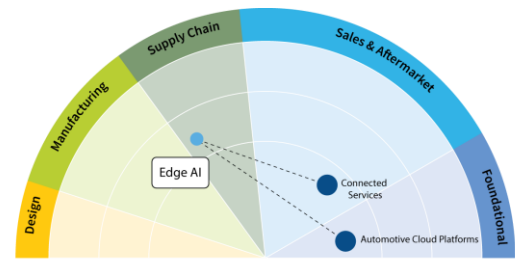 Supply Chain
Sales & Aftermarket
Manufacturing
Edge AI
Design
Connected
Services
Automotive Cloud Platforms
Foundational